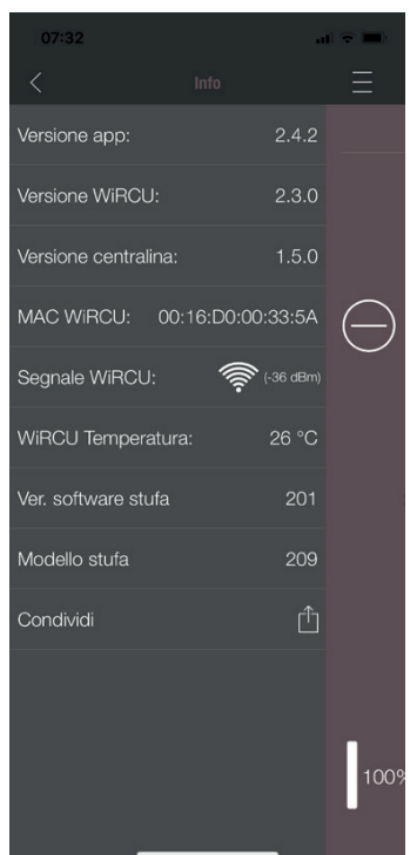 07:32
Info
Versione app: 2.4.2
Versione WiRCU: 2.3.0
Versione centralina: 1.5.0
MAC WiRCU: 00:16:D0:00:33:5A
Segnale WiRCU: (-36 dBm)
WiRCU Temperatura: 26 °C
Ver. software stufa 201
Modello stufa 209
Condividi
100%